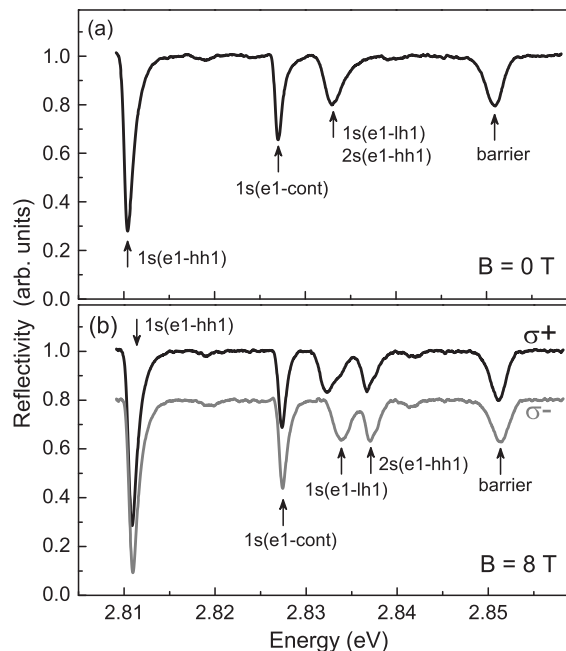 (a)
1.0
0.8
0.6
0.4
0.2
0.0
1s(e1-hh1)
1s(e1-cont)
1s(e1-lh1)
2s(e1-hh1)
barrier
B = 0 T
Reflectivity (arb. units)
(b)
1.0
0.8
0.6
0.4
0.2
0.0
1s(e1-hh1)
σ+
σ-
1s(e1-cont)
1s(e1-lh1)
2s(e1-hh1)
barrier
B = 8 T
2.81 2.82 2.83 2.84 2.85
Energy (eV)